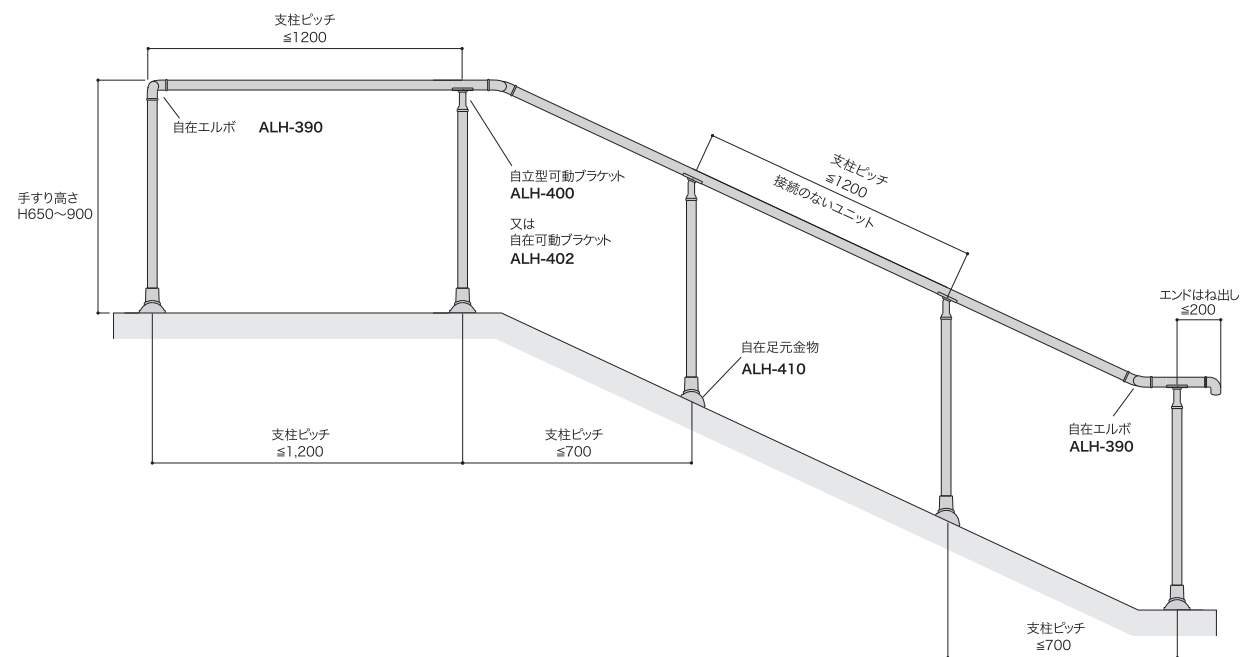 支柱ピッチ
≦1200
自在エルボ ALH-390
手すり高さ
H650～900
自立型可動ブラケット
ALH-400
又は
自在可動ブラケット
ALH-402
支柱ピッチ
≦1200
接続のないユニット
エンドはね出し
≦200
自在足元金物
ALH-410
自在エルボ
ALH-390
支柱ピッチ
≦1,200
支柱ピッチ
≦700
支柱ピッチ
≦700